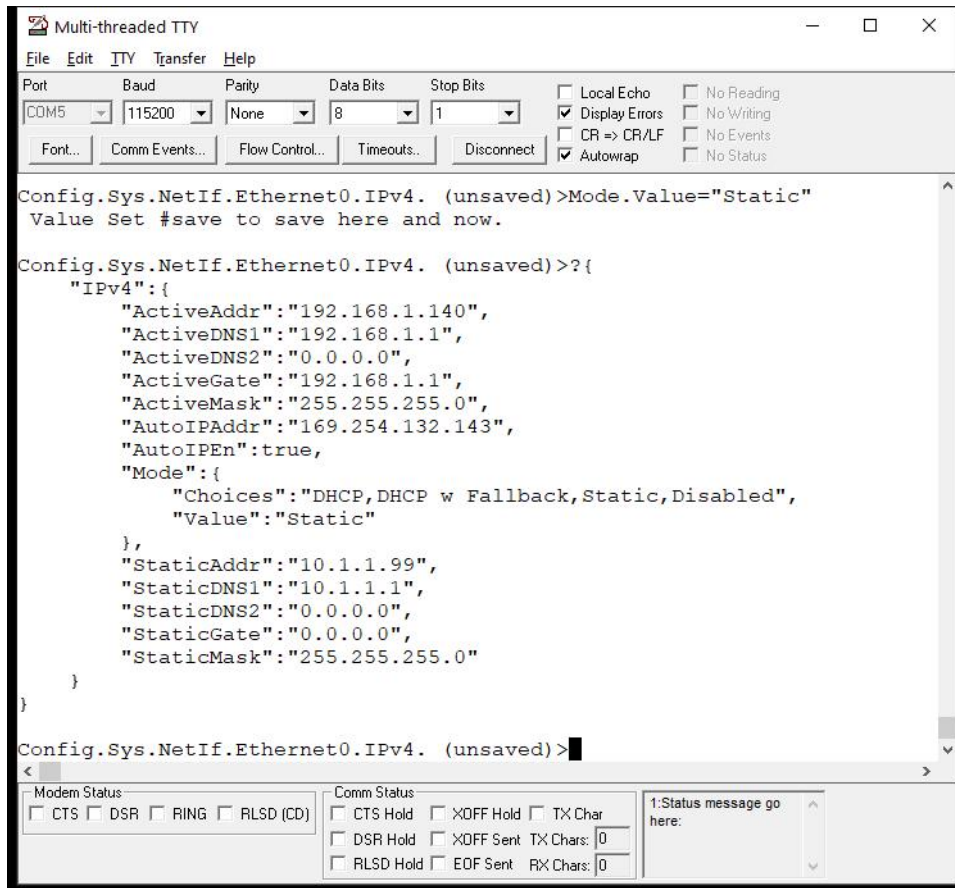 Multi-threaded TTY
File Edit TTY Transfer Help
Port Baud Parity Data Bits Stop Bits
COM5 115200 None 8 1
Local Echo No Reading
Display Errors No Writing
CR => CR/LF No Events
Autowrap No Status
Font... Comm Events... Flow Control... Timeouts.. Disconnect
Config.Sys.NetIf.Ethernet0.IPv4. (unsaved)>Mode.Value="Static"
Value Set #save to save here and now.
Config.Sys.NetIf.Ethernet0.IPv4. (unsaved)>?{
"IPv4":{
"ActiveAddr":"192.168.1.140",
"ActiveDNS1":"192.168.1.1",
"ActiveDNS2":"0.0.0.0",
"ActiveGate":"192.168.1.1",
"ActiveMask":"255.255.255.0",
"AutoIPAddr":"169.254.132.143",
"AutoIPEn":true,
"Mode":{
"Choices":"DHCP,DHCP w Fallback,Static,Disabled",
"Value":"Static"
},
"StaticAddr":"10.1.1.99",
"StaticDNS1":"10.1.1.1",
"StaticDNS2":"0.0.0.0",
"StaticGate":"0.0.0.0",
"StaticMask":"255.255.255.0"
}
}
Config.Sys.NetIf.Ethernet0.IPv4. (unsaved)>
Modem Status
CTS DSR RING RLSD (CD)
Comm Status
CTS Hold XOFF Hold TX Char
DSR Hold XOFF Sent TX Chars: 0
RLSD Hold EOF Sent RX Chars: 0
1:Status message go
here: